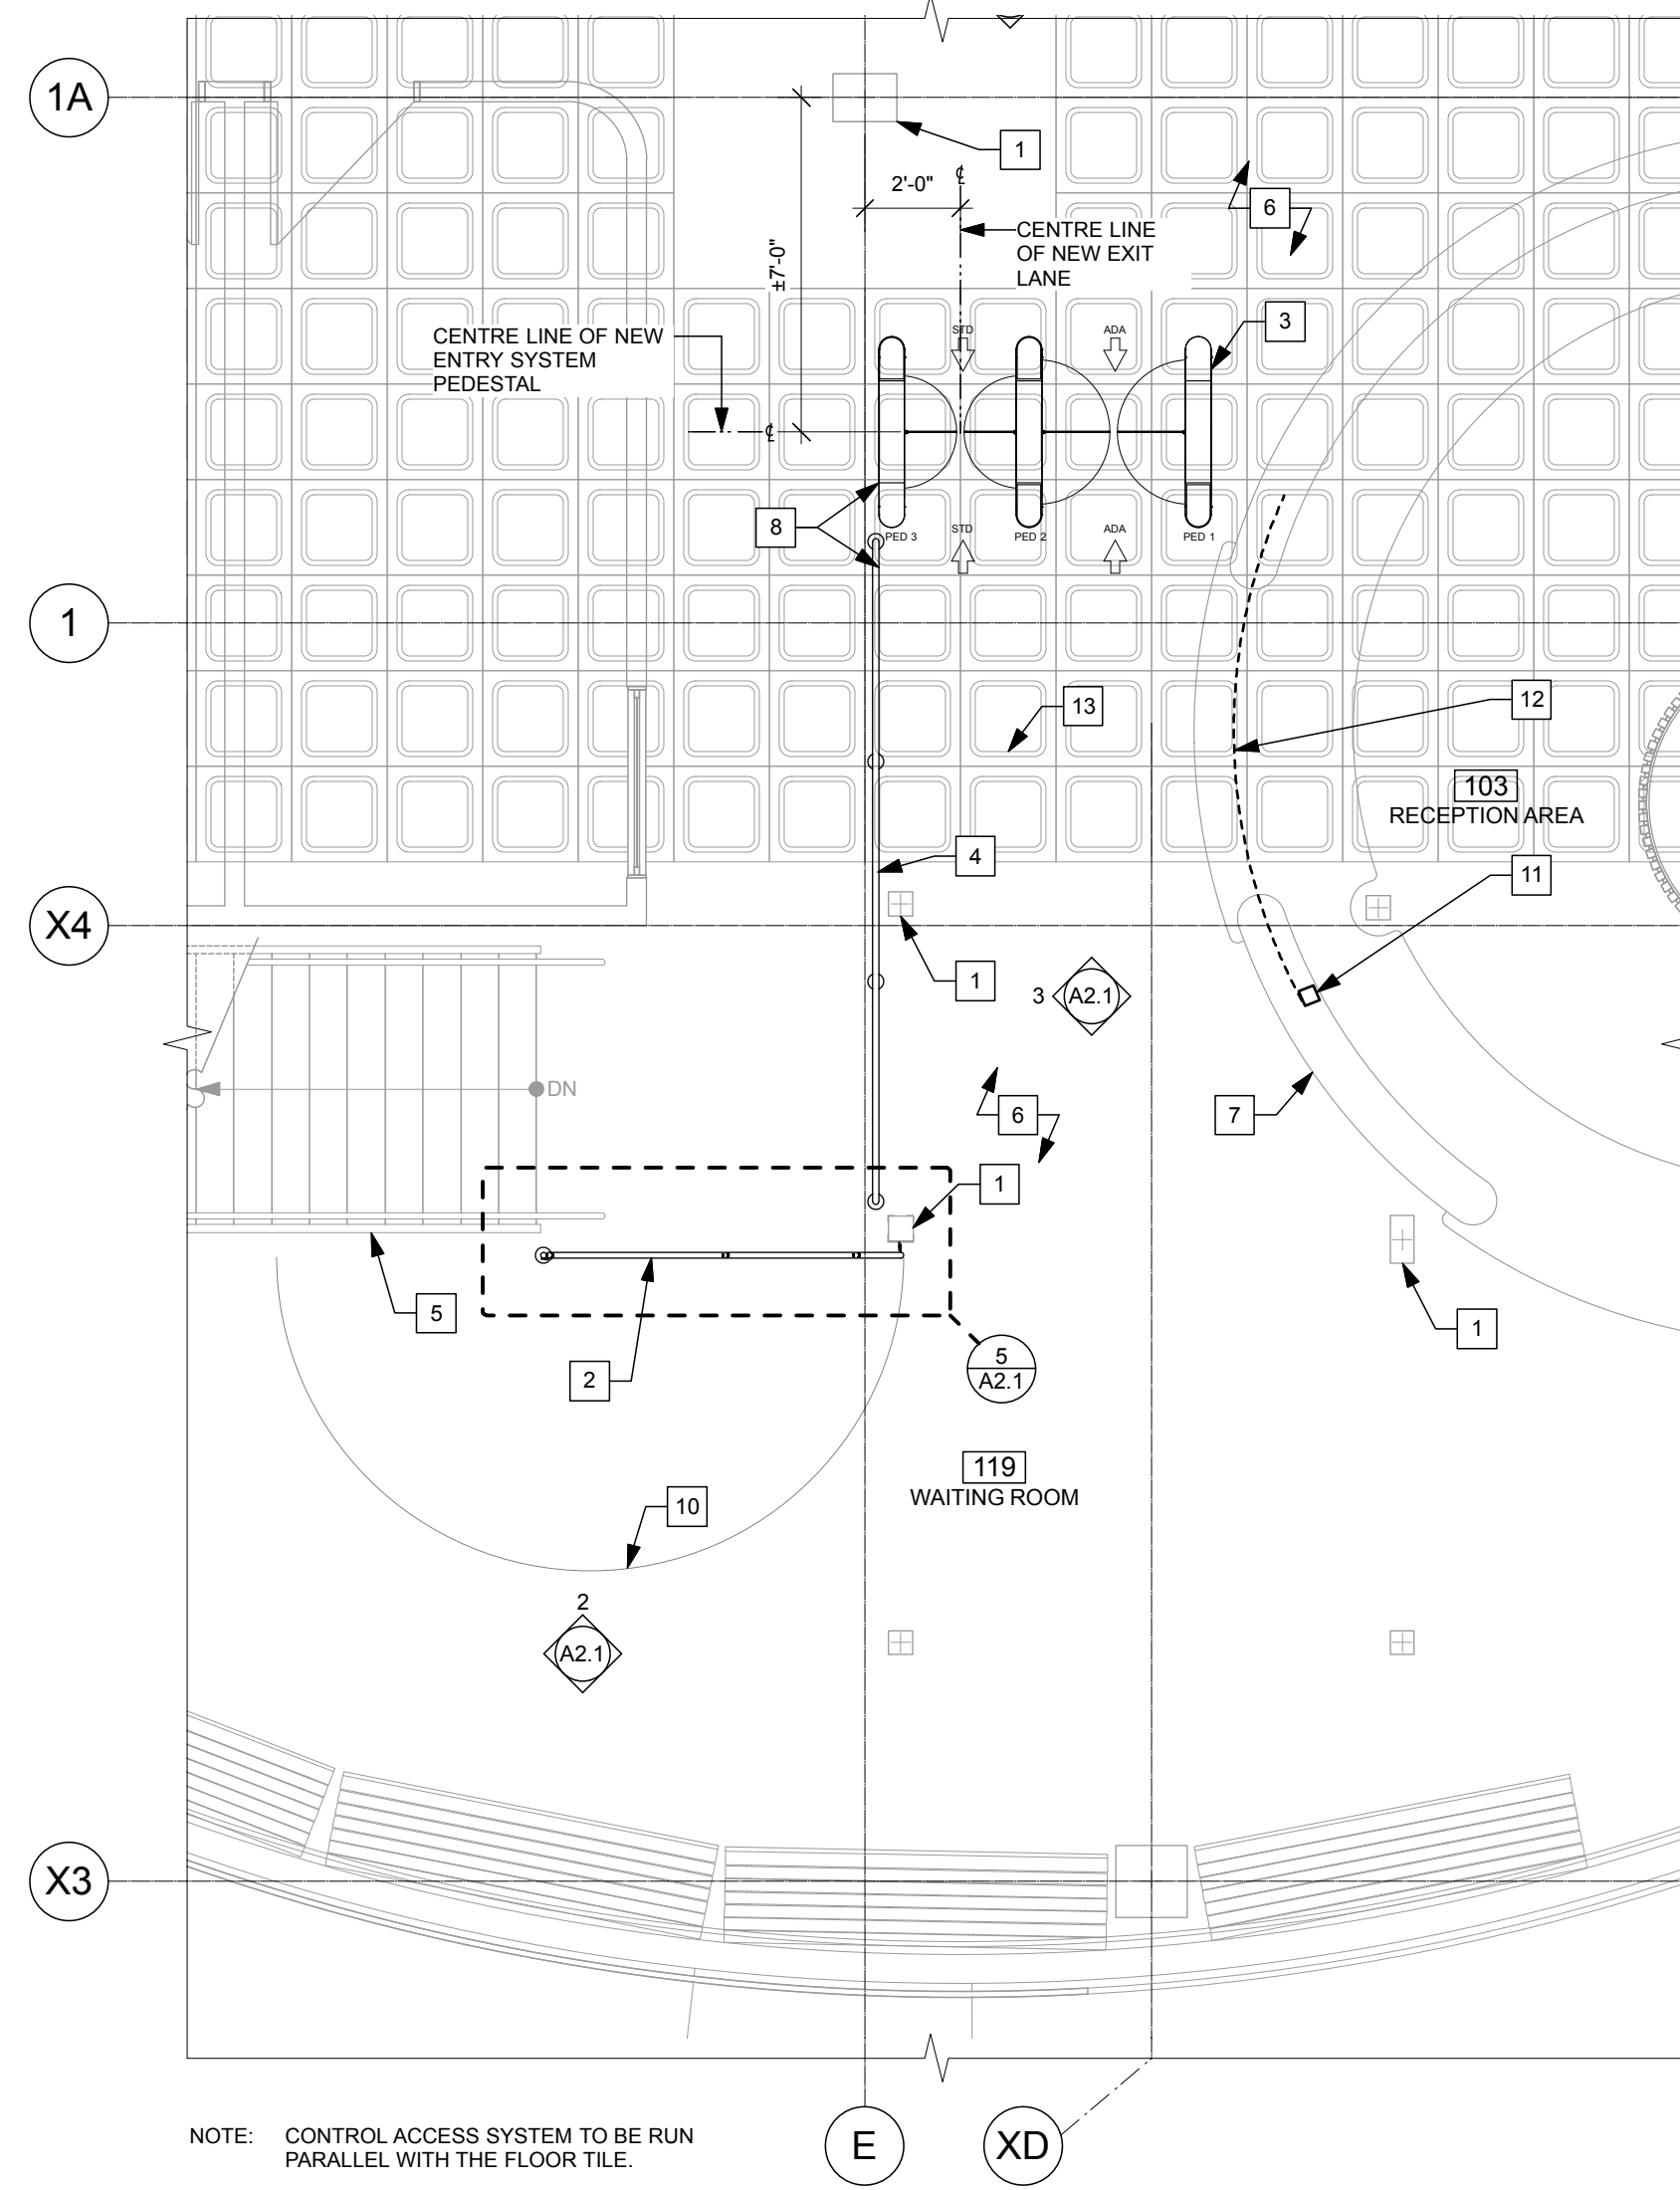 1A
1
2'-0"
℄
6
CENTRE LINE
OF NEW EXIT
LANE
±7'-0"
3
STD
ADA
CENTRE LINE OF NEW
ENTRY SYSTEM
PEDESTAL
℄
8
PED 3
STD
PED 2
ADA
PED 1
1
12
13
103
RECEPTION AREA
4
11
X4
1
3
A2.1
DN
6
7
1
5
1
2
5
A2.1
119
WAITING ROOM
10
2
A2.1
X3
E
XD
NOTE: CONTROL ACCESS SYSTEM TO BE RUN
PARALLEL WITH THE FLOOR TILE.